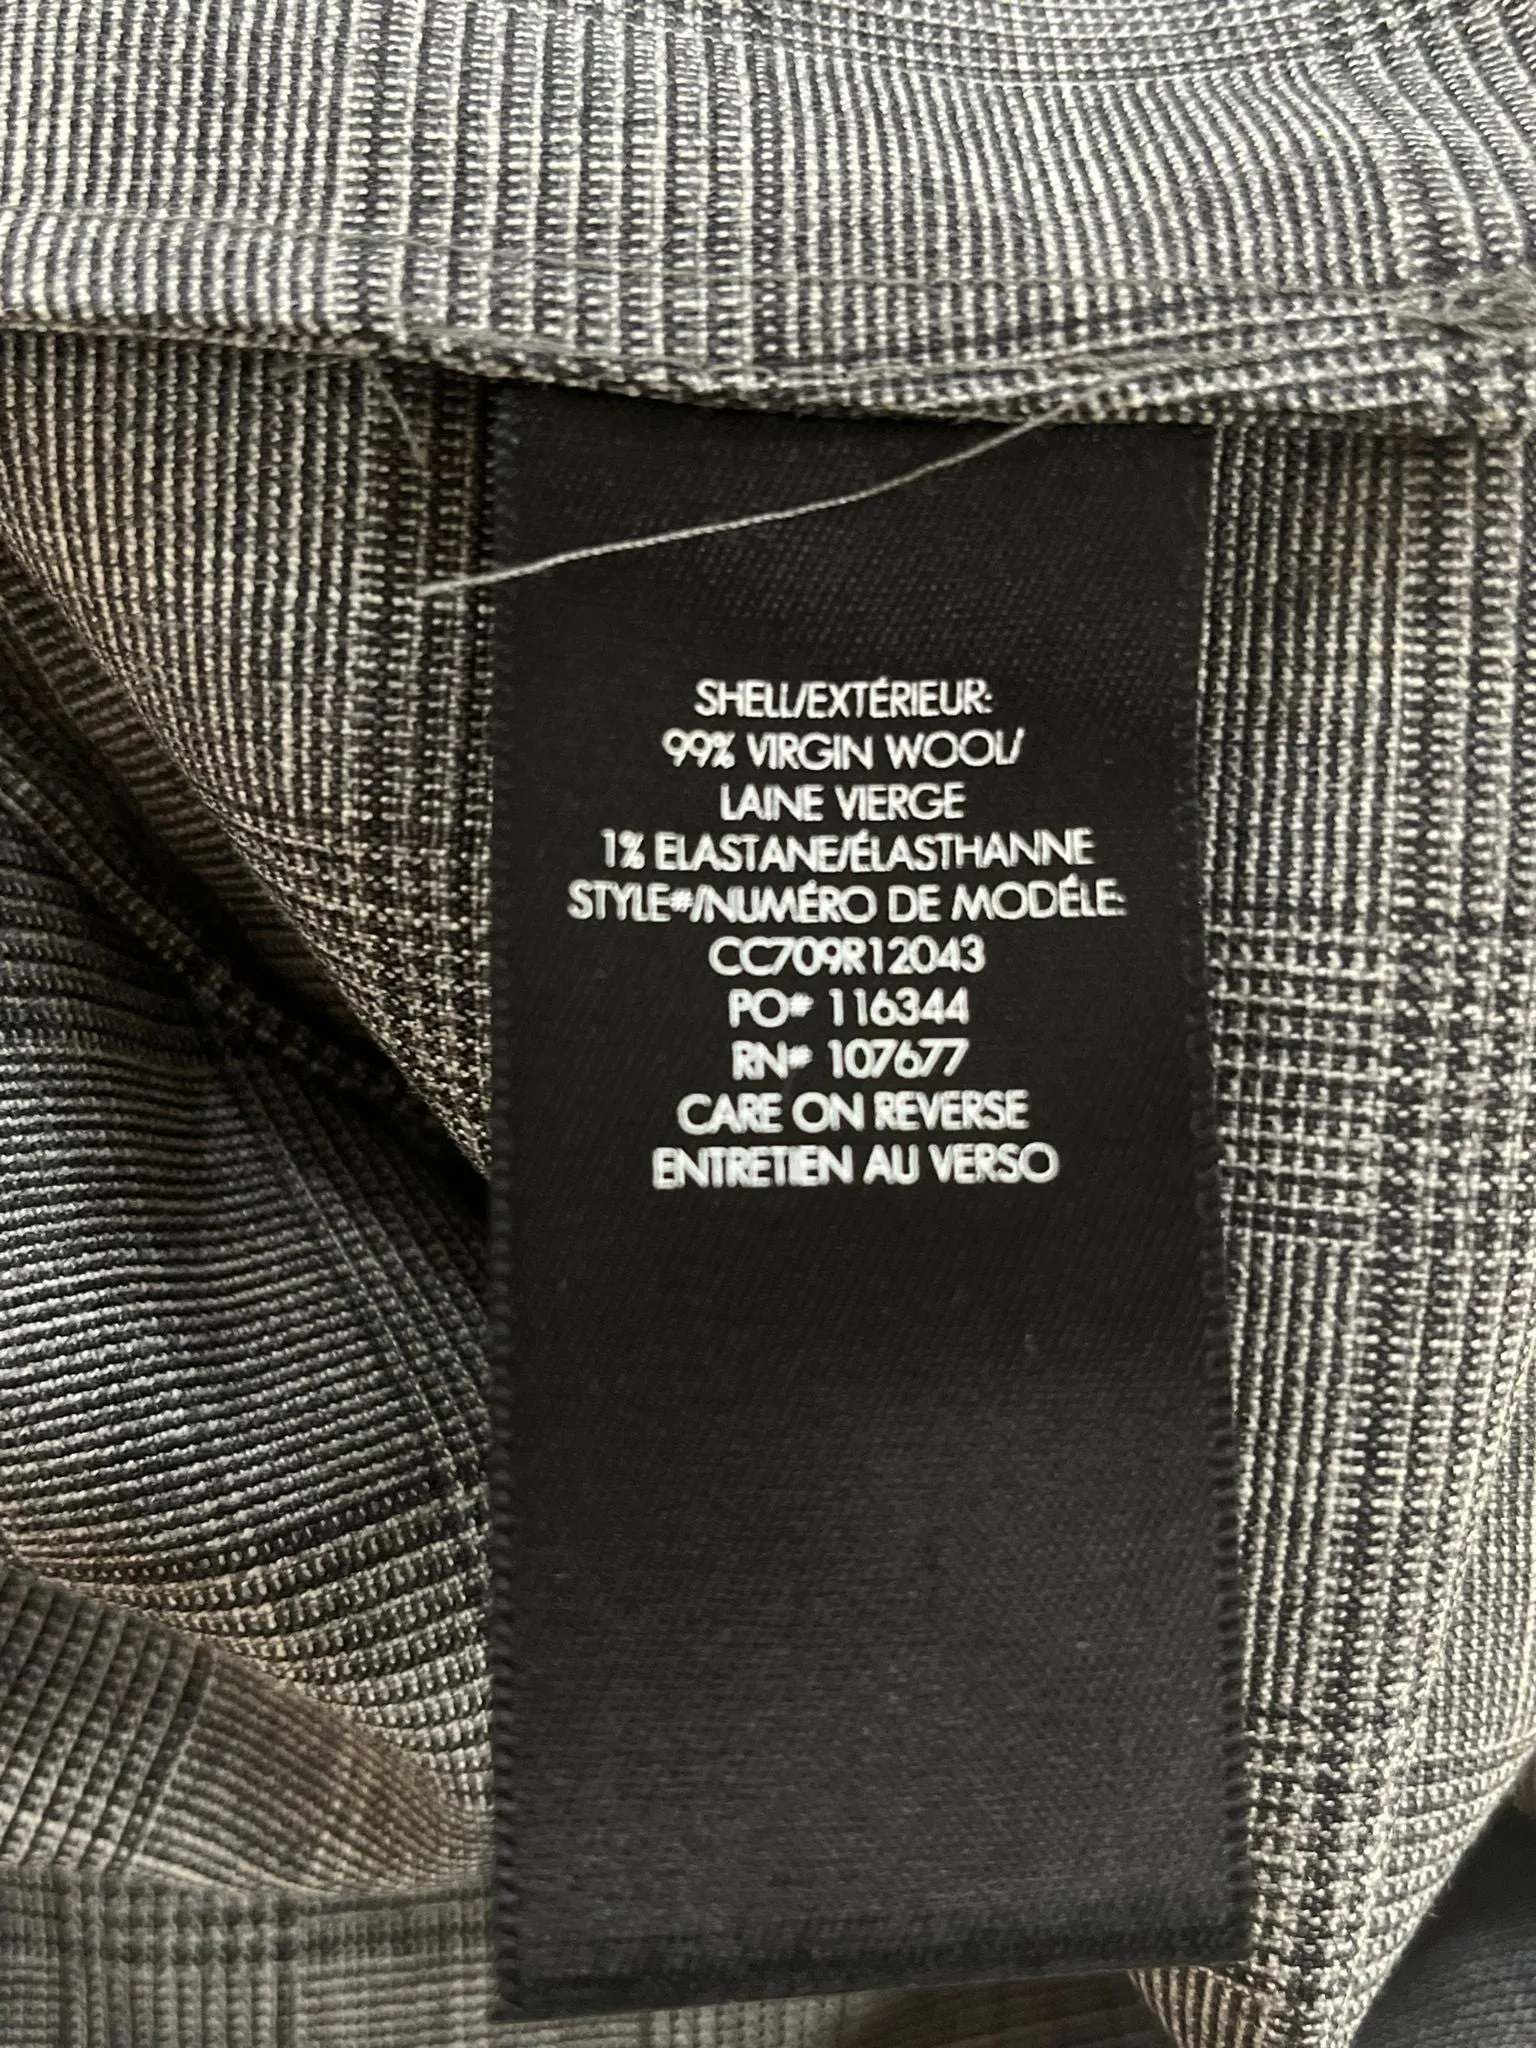 SHELL/EXTÉRIEUR:
99% VIRGIN WOOL/
LAINE VIERGE
1% ELASTANE/ÉLASTHANNE
STYLE#/NUMÉRO DE MODÉLE:
CC709R12043
PO# 116344
RN# 107677
CARE ON REVERSE
ENTRETIEN AU VERSO